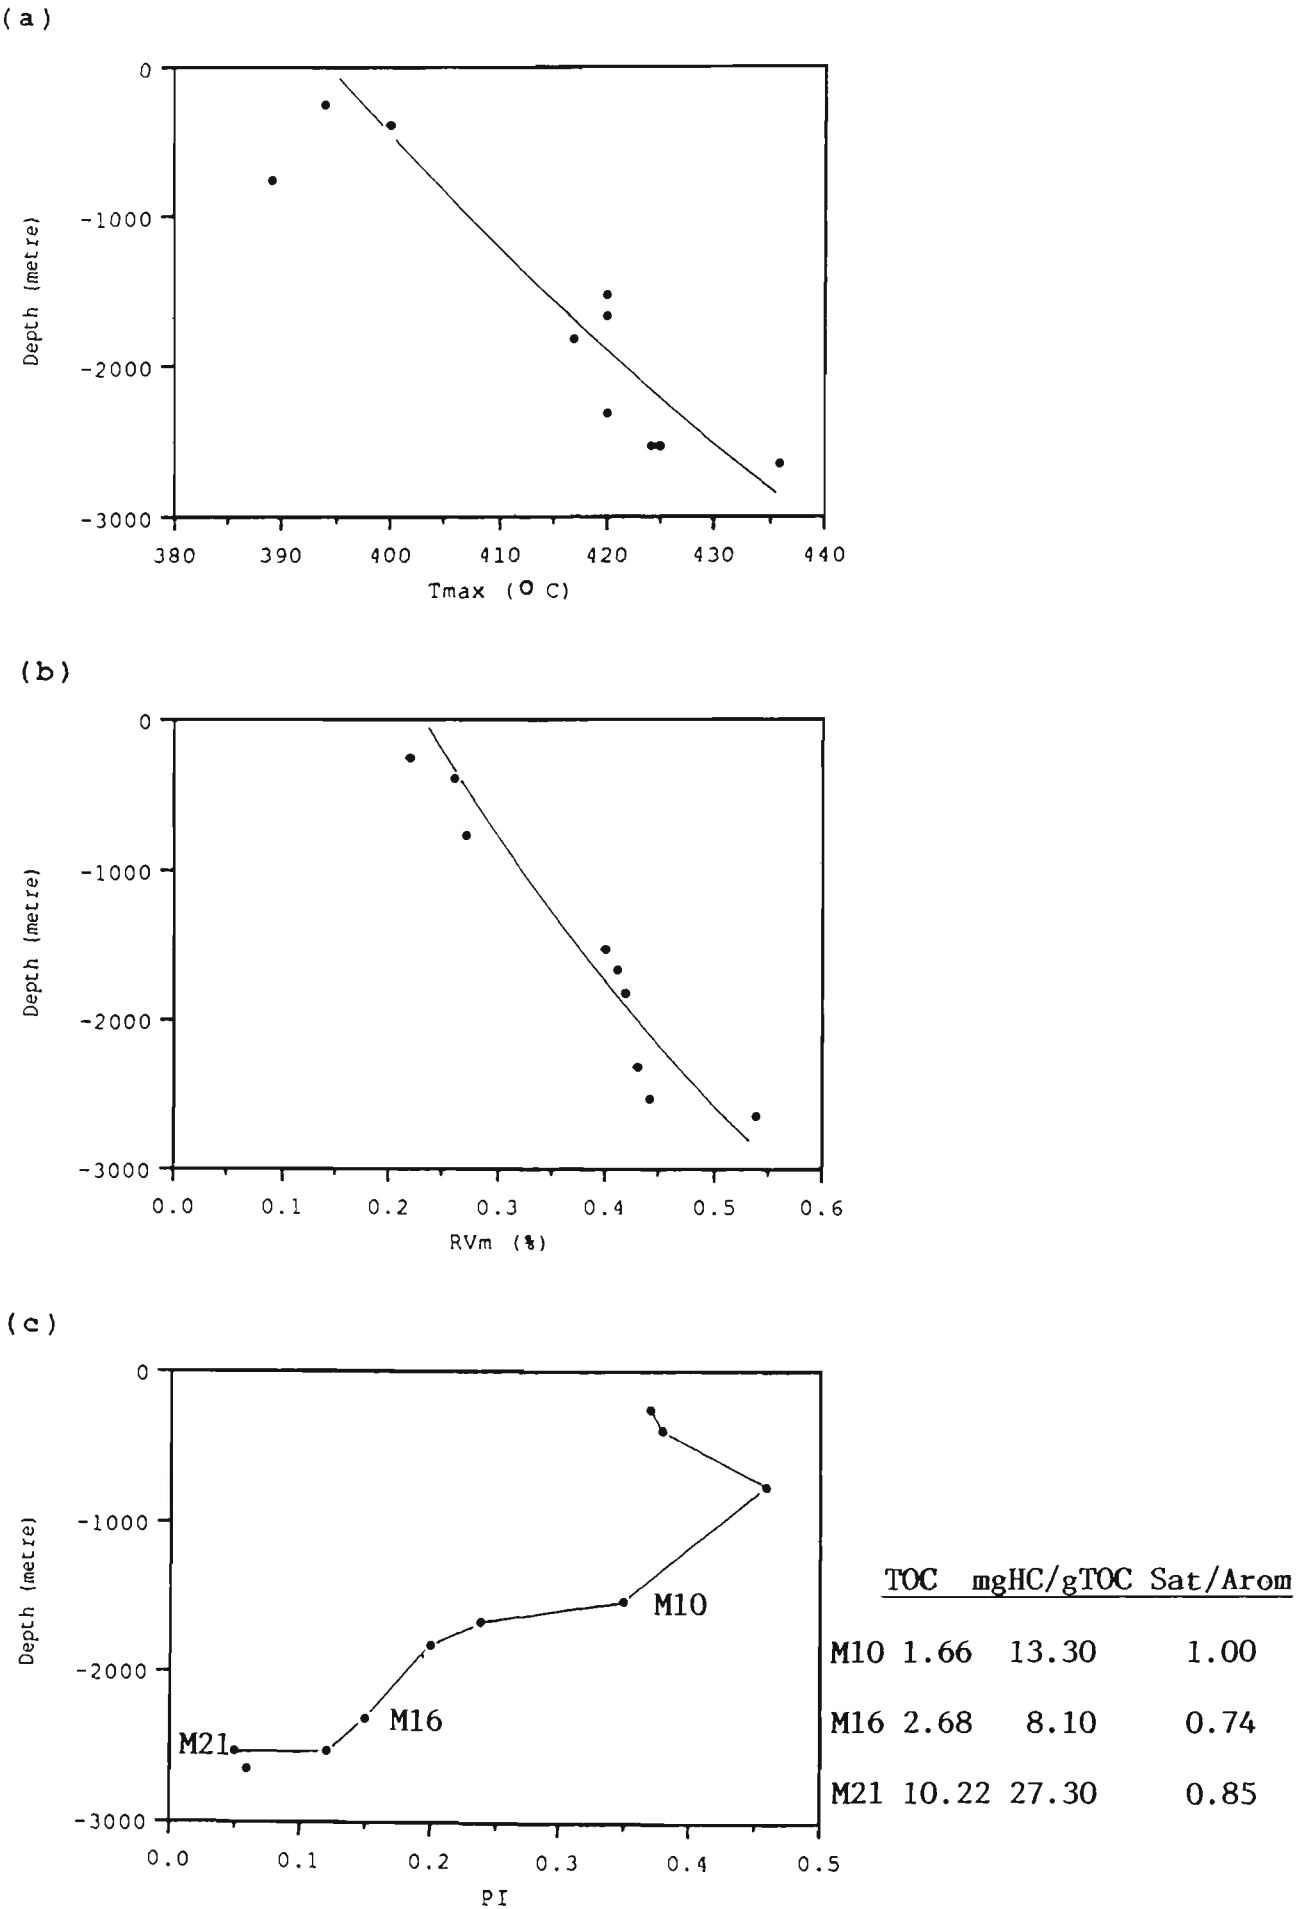 (a)
0
-1000
-2000
-3000
Depth (metre)
380 390 400 410 420 430 440
Tmax (O C)
(b)
0
-1000
-2000
-3000
Depth (metre)
0.0 0.1 0.2 0.3 0.4 0.5 0.6
RVm (%)
(c)
0
-1000
-2000
-3000
Depth (metre)
M10
M16
M21
0.0 0.1 0.2 0.3 0.4 0.5
PI
TOC mgHC/gTOC Sat/Arom
M10 1.66 13.30 1.00
M16 2.68 8.10 0.74
M21 10.22 27.30 0.85